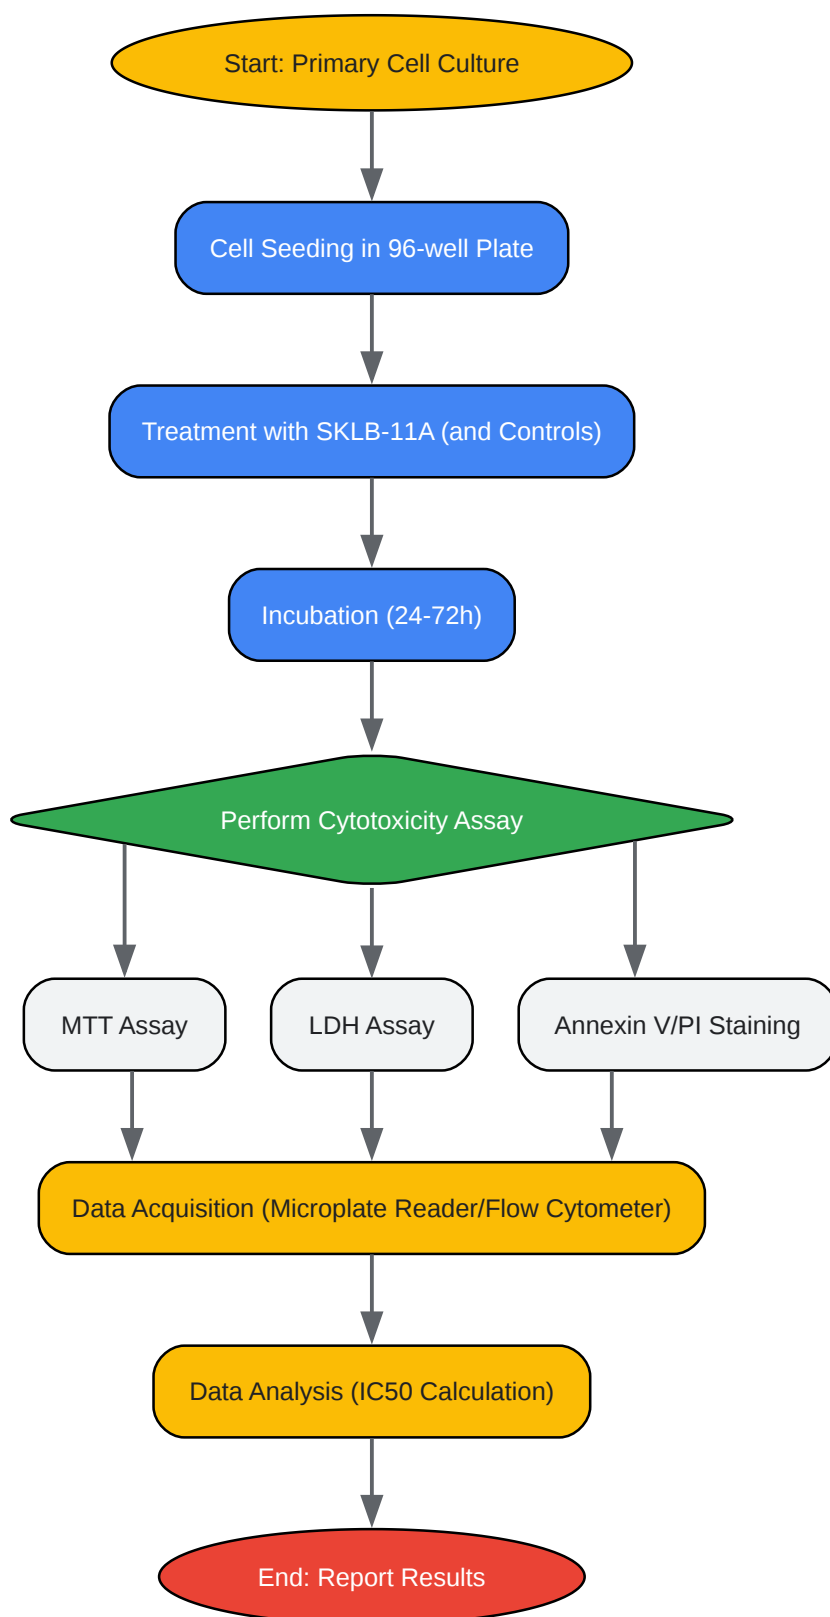 Start: Primary Cell Culture
Cell Seeding in 96-well Plate
Treatment with SKLB-11A (and Controls)
Incubation (24-72h)
Perform Cytotoxicity Assay
MTT Assay
LDH Assay
Annexin V/PI Staining
Data Acquisition (Microplate Reader/Flow Cytometer)
Data Analysis (IC50 Calculation)
End: Report Results